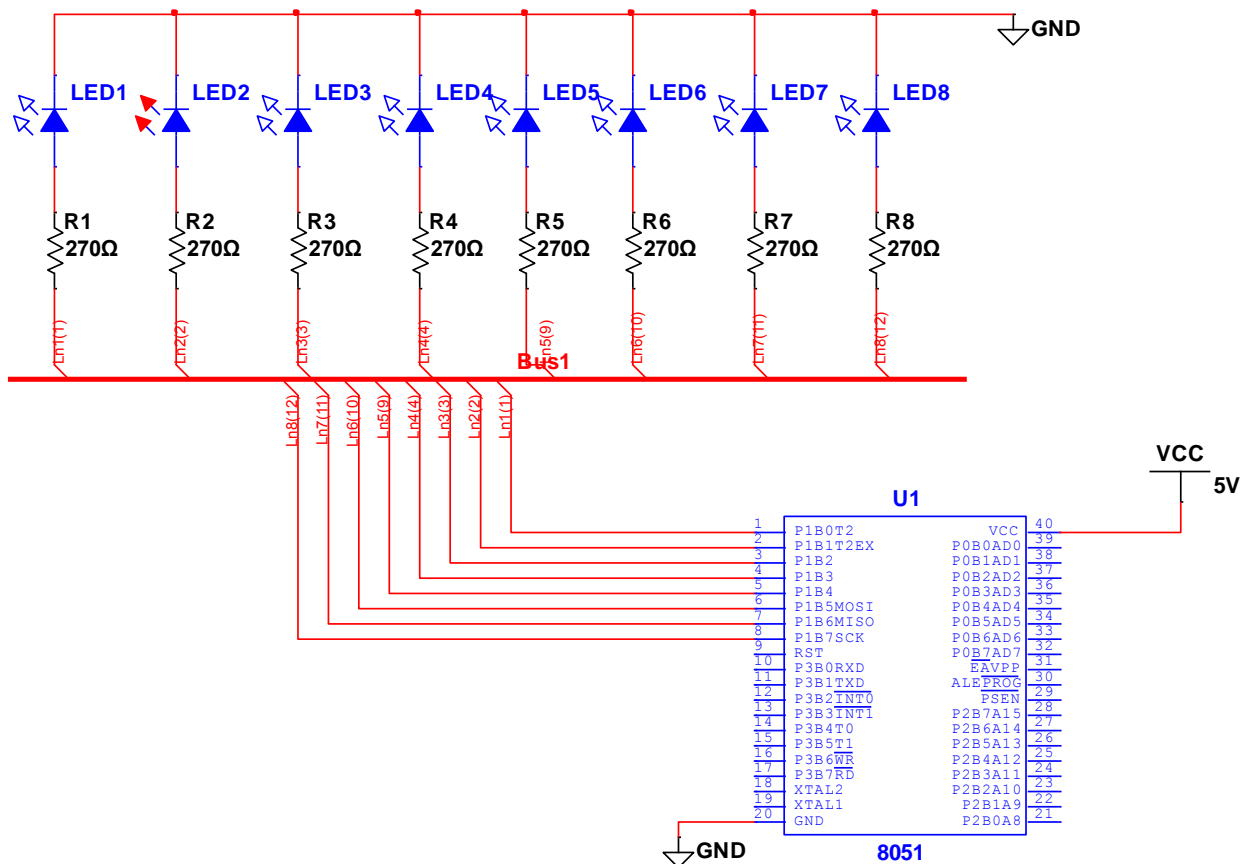 GND
LED1 LED2 LED3 LED4 LED5 LED6 LED7 LED8
R1 R2 R3 R4 R5 R6 R7 R8
270Ω 270Ω 270Ω 270Ω 270Ω 270Ω 270Ω 270Ω
Ln1(1) Ln2(2) Ln3(3) Ln4(4) Ln5(9) Ln6(10) Ln7(11) Ln8(12)
Bus1
Ln8(12) Ln7(11) Ln6(10) Ln5(9) Ln4(4) Ln3(3) Ln2(2) Ln1(1)
VCC
5V
U1
1 P1B0T2 VCC 40
2 P1B1T2EX P0B0AD0 39
3 P1B2 P0B1AD1 38
4 P1B3 P0B2AD2 37
5 P1B4 P0B3AD3 36
6 P1B5MOSI P0B4AD4 35
7 P1B6MISO P0B5AD5 34
8 P1B7SCK P0B6AD6 33
9 RST P0B7AD7 32
10 P3B0RXD EAVPP 31
11 P3B1TXD ALEPROG 30
12 P3B2INT0 PSEN 29
13 P3B3INT1 P2B7A15 28
14 P3B4T0 P2B6A14 27
15 P3B5T1 P2B5A13 26
16 P3B6WR P2B4A12 25
17 P3B7RD P2B3A11 24
18 XTAL2 P2B2A10 23
19 XTAL1 P2B1A9 22
20 GND P2B0A8 21
GND
8051